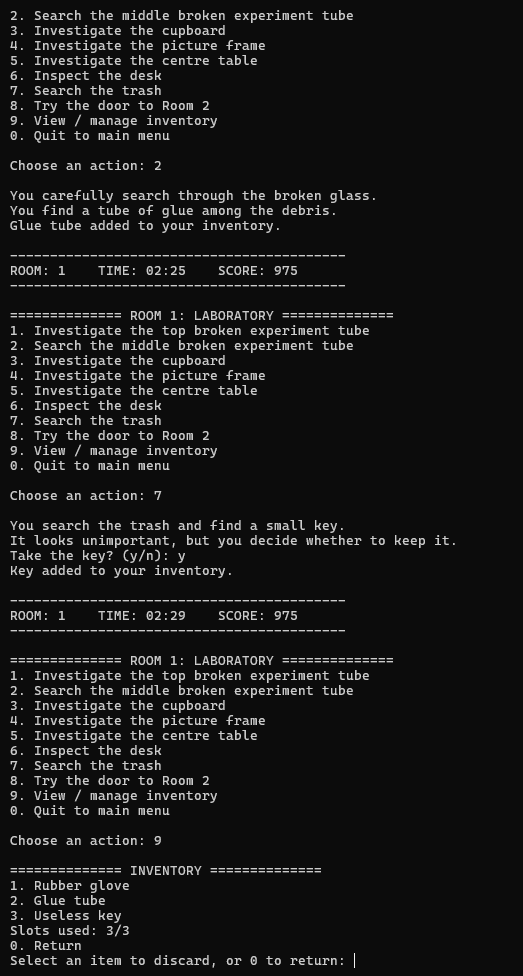 2. Search the middle broken experiment tube
3. Investigate the cupboard
4. Investigate the picture frame
5. Investigate the centre table
6. Inspect the desk
7. Search the trash
8. Try the door to Room 2
9. View / manage inventory
0. Quit to main menu
Choose an action: 2
You carefully search through the broken glass.
You find a tube of glue among the debris.
Glue tube added to your inventory.
------------------------------------------
ROOM: 1    TIME: 02:25    SCORE: 975
------------------------------------------
============== ROOM 1: LABORATORY ==============
1. Investigate the top broken experiment tube
2. Search the middle broken experiment tube
3. Investigate the cupboard
4. Investigate the picture frame
5. Investigate the centre table
6. Inspect the desk
7. Search the trash
8. Try the door to Room 2
9. View / manage inventory
0. Quit to main menu
Choose an action: 7
You search the trash and find a small key.
It looks unimportant, but you decide whether to keep it.
Take the key? (y/n): y
Key added to your inventory.
------------------------------------------
ROOM: 1    TIME: 02:29    SCORE: 975
------------------------------------------
============== ROOM 1: LABORATORY ==============
1. Investigate the top broken experiment tube
2. Search the middle broken experiment tube
3. Investigate the cupboard
4. Investigate the picture frame
5. Investigate the centre table
6. Inspect the desk
7. Search the trash
8. Try the door to Room 2
9. View / manage inventory
0. Quit to main menu
Choose an action: 9
============== INVENTORY ==============
1. Rubber glove
2. Glue tube
3. Useless key
Slots used: 3/3
0. Return
Select an item to discard, or 0 to return: